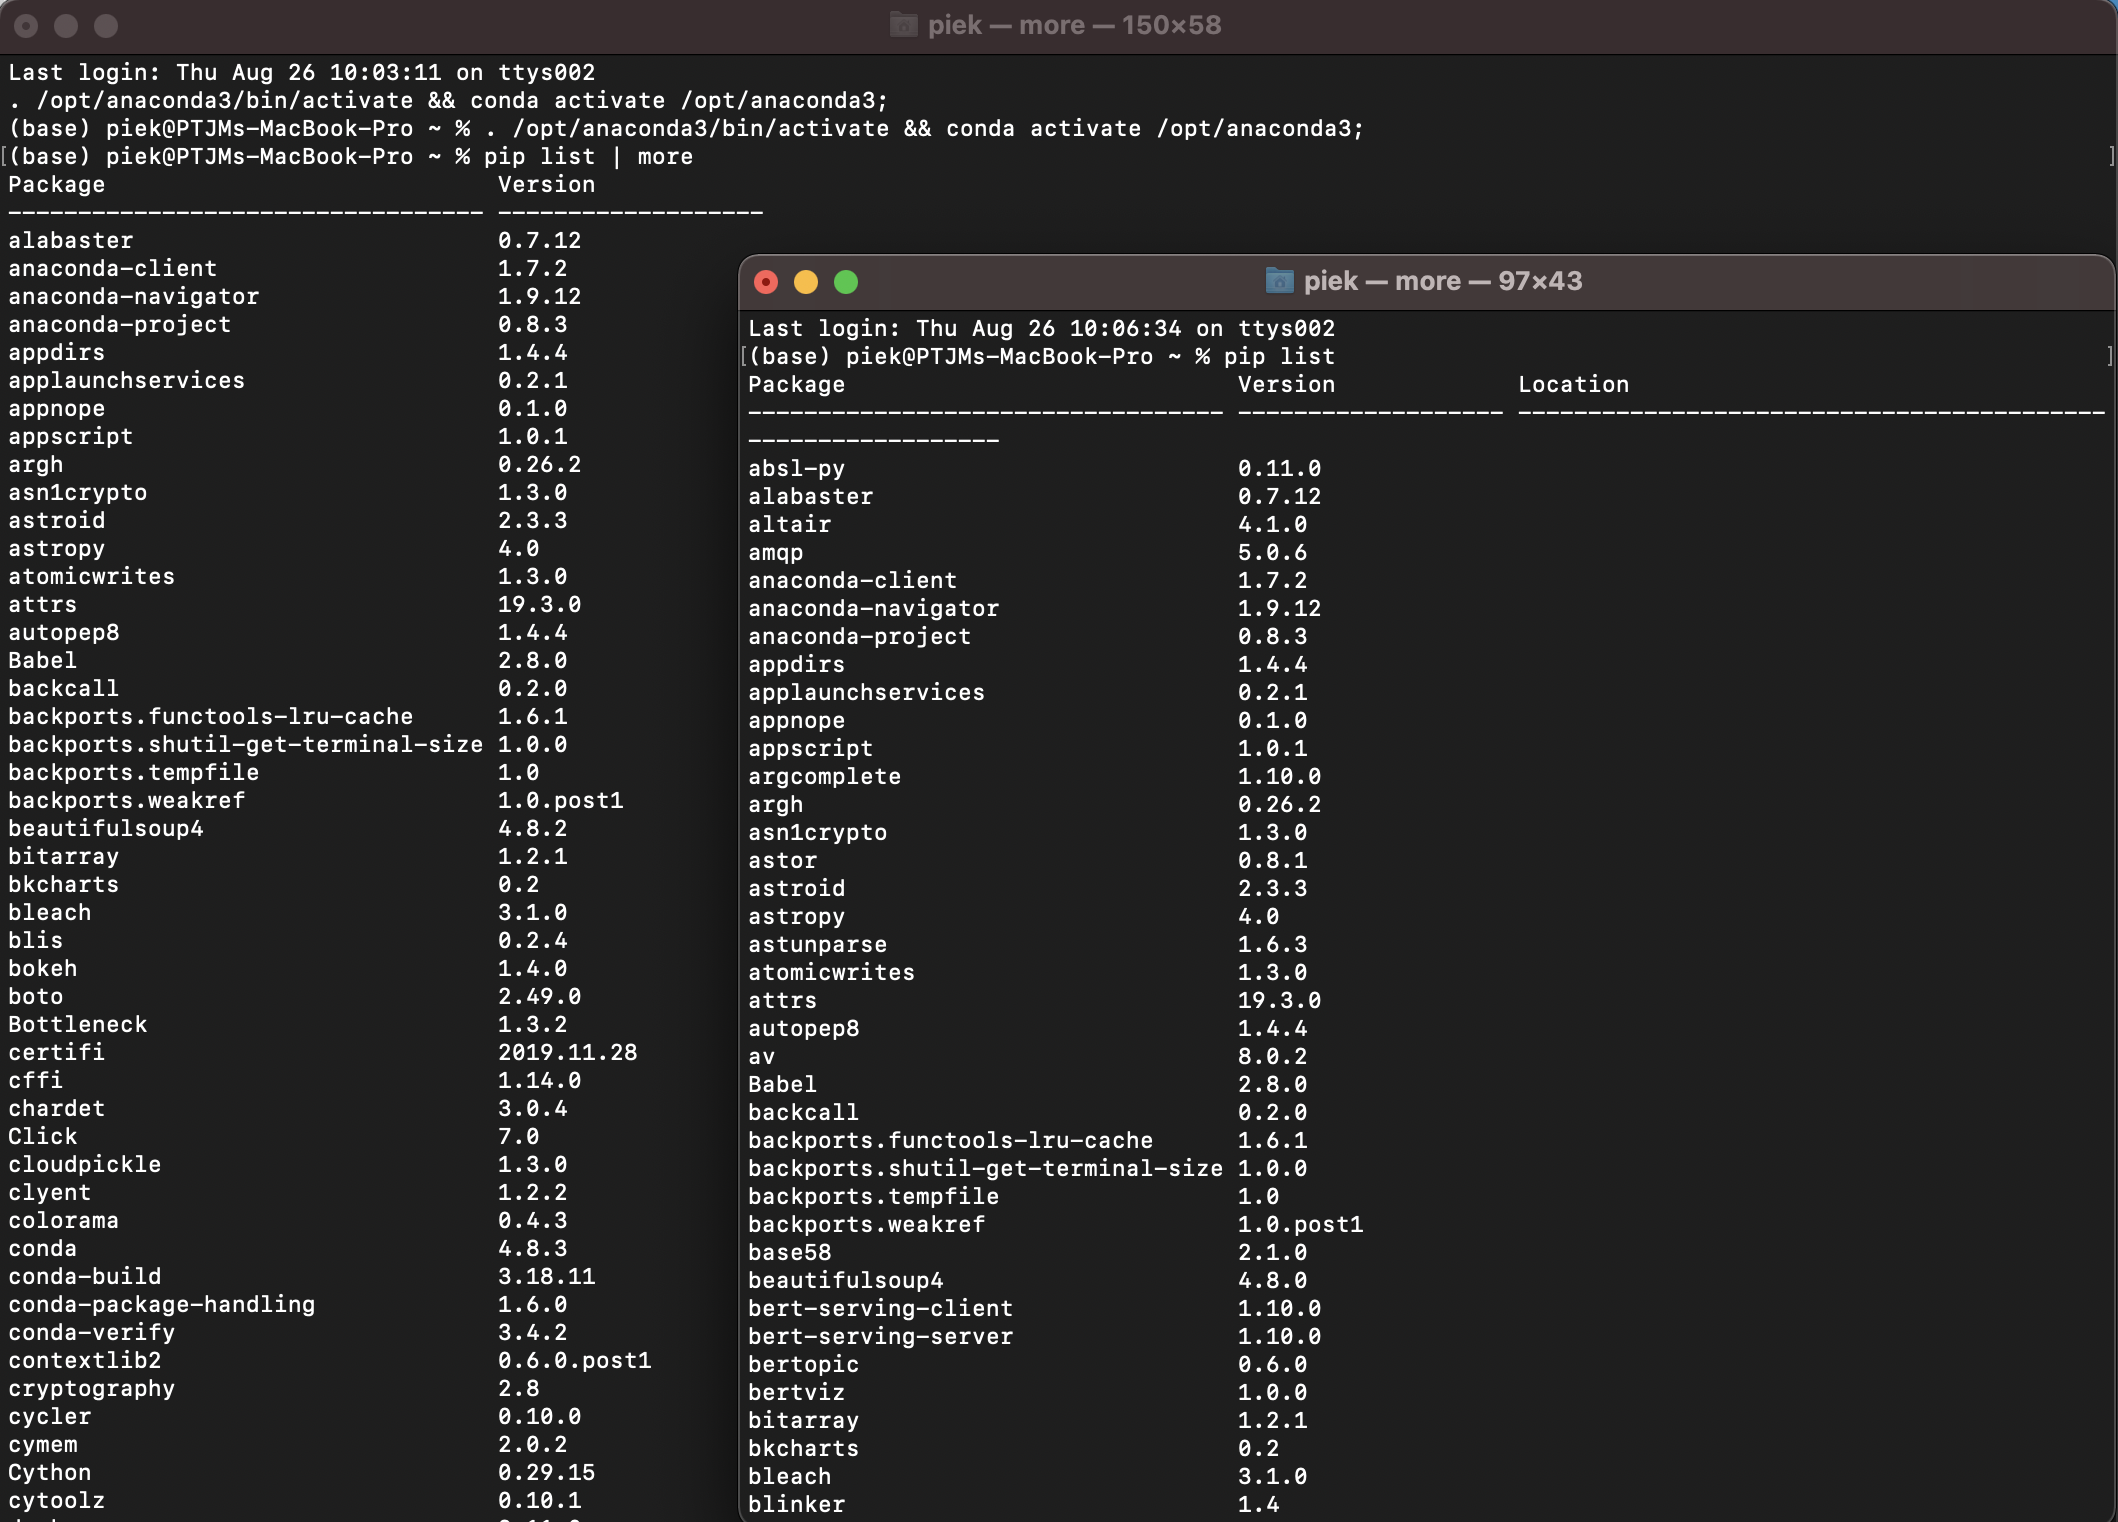 piek — more — 150×58
Last login: Thu Aug 26 10:03:11 on ttys002
. /opt/anaconda3/bin/activate && conda activate /opt/anaconda3;
(base) piek@PTJMs-MacBook-Pro ~ % . /opt/anaconda3/bin/activate && conda activate /opt/anaconda3;
[(base) piek@PTJMs-MacBook-Pro ~ % pip list | more ]
Package Version
---------------------------------- -------------------
alabaster 0.7.12
anaconda-client 1.7.2
anaconda-navigator 1.9.12
anaconda-project 0.8.3
appdirs 1.4.4
applaunchservices 0.2.1
appnope 0.1.0
appscript 1.0.1
argh 0.26.2
asn1crypto 1.3.0
astroid 2.3.3
astropy 4.0
atomicwrites 1.3.0
attrs 19.3.0
autopep8 1.4.4
Babel 2.8.0
backcall 0.2.0
backports.functools-lru-cache 1.6.1
backports.shutil-get-terminal-size 1.0.0
backports.tempfile 1.0
backports.weakref 1.0.post1
beautifulsoup4 4.8.2
bitarray 1.2.1
bkcharts 0.2
bleach 3.1.0
blis 0.2.4
bokeh 1.4.0
boto 2.49.0
Bottleneck 1.3.2
certifi 2019.11.28
cffi 1.14.0
chardet 3.0.4
Click 7.0
cloudpickle 1.3.0
clyent 1.2.2
colorama 0.4.3
conda 4.8.3
conda-build 3.18.11
conda-package-handling 1.6.0
conda-verify 3.4.2
contextlib2 0.6.0.post1
cryptography 2.8
cycler 0.10.0
cymem 2.0.2
Cython 0.29.15
cytoolz 0.10.1
piek — more — 97×43
Last login: Thu Aug 26 10:06:34 on ttys002
[(base) piek@PTJMs-MacBook-Pro ~ % pip list ]
Package Version Location
---------------------------------- ------------------- ------------------------------------------
------------------
absl-py 0.11.0
alabaster 0.7.12
altair 4.1.0
amqp 5.0.6
anaconda-client 1.7.2
anaconda-navigator 1.9.12
anaconda-project 0.8.3
appdirs 1.4.4
applaunchservices 0.2.1
appnope 0.1.0
appscript 1.0.1
argcomplete 1.10.0
argh 0.26.2
asn1crypto 1.3.0
astor 0.8.1
astroid 2.3.3
astropy 4.0
astunparse 1.6.3
atomicwrites 1.3.0
attrs 19.3.0
autopep8 1.4.4
av 8.0.2
Babel 2.8.0
backcall 0.2.0
backports.functools-lru-cache 1.6.1
backports.shutil-get-terminal-size 1.0.0
backports.tempfile 1.0
backports.weakref 1.0.post1
base58 2.1.0
beautifulsoup4 4.8.0
bert-serving-client 1.10.0
bert-serving-server 1.10.0
bertopic 0.6.0
bertviz 1.0.0
bitarray 1.2.1
bkcharts 0.2
bleach 3.1.0
blinker 1.4